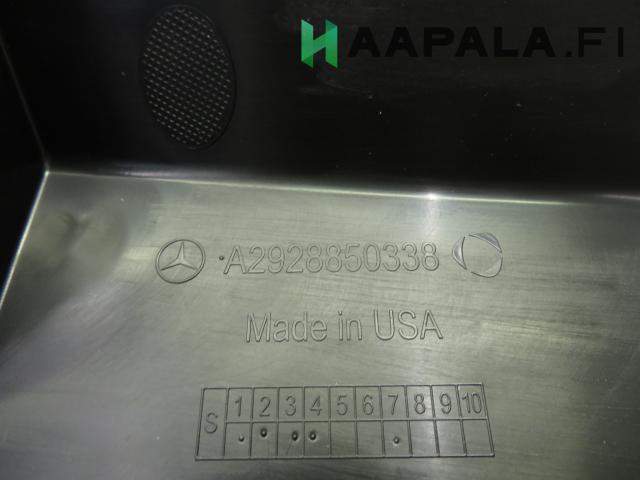 HAAPALA.FI
A2928850338
Made in USA
S 1 2 3 4 5 6 7 8 9 10